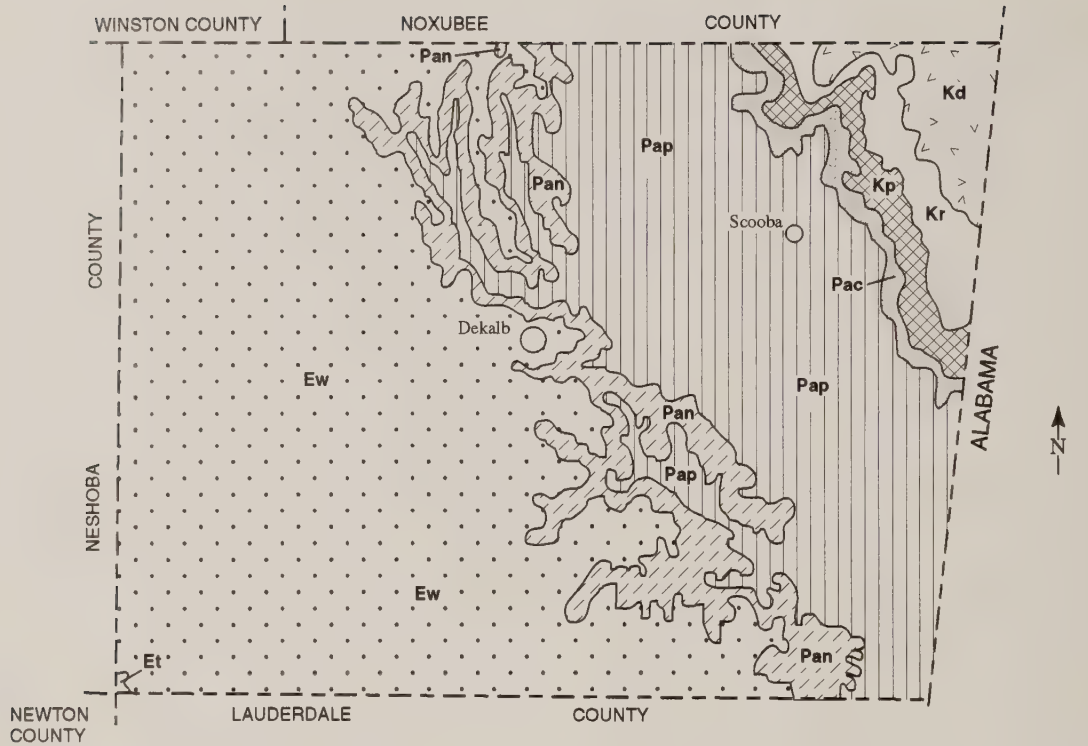 WINSTON COUNTY
NOXUBEE
COUNTY
Pan
Kd
Pap
Pan
Kp
Kr
Scooba
COUNTY
Pac
Dekalb
Ew
Pap
ALABAMA
Pan
N
Pap
NESHOBA
Ew
Pan
Et
NEWTON
COUNTY
LAUDERDALE
COUNTY